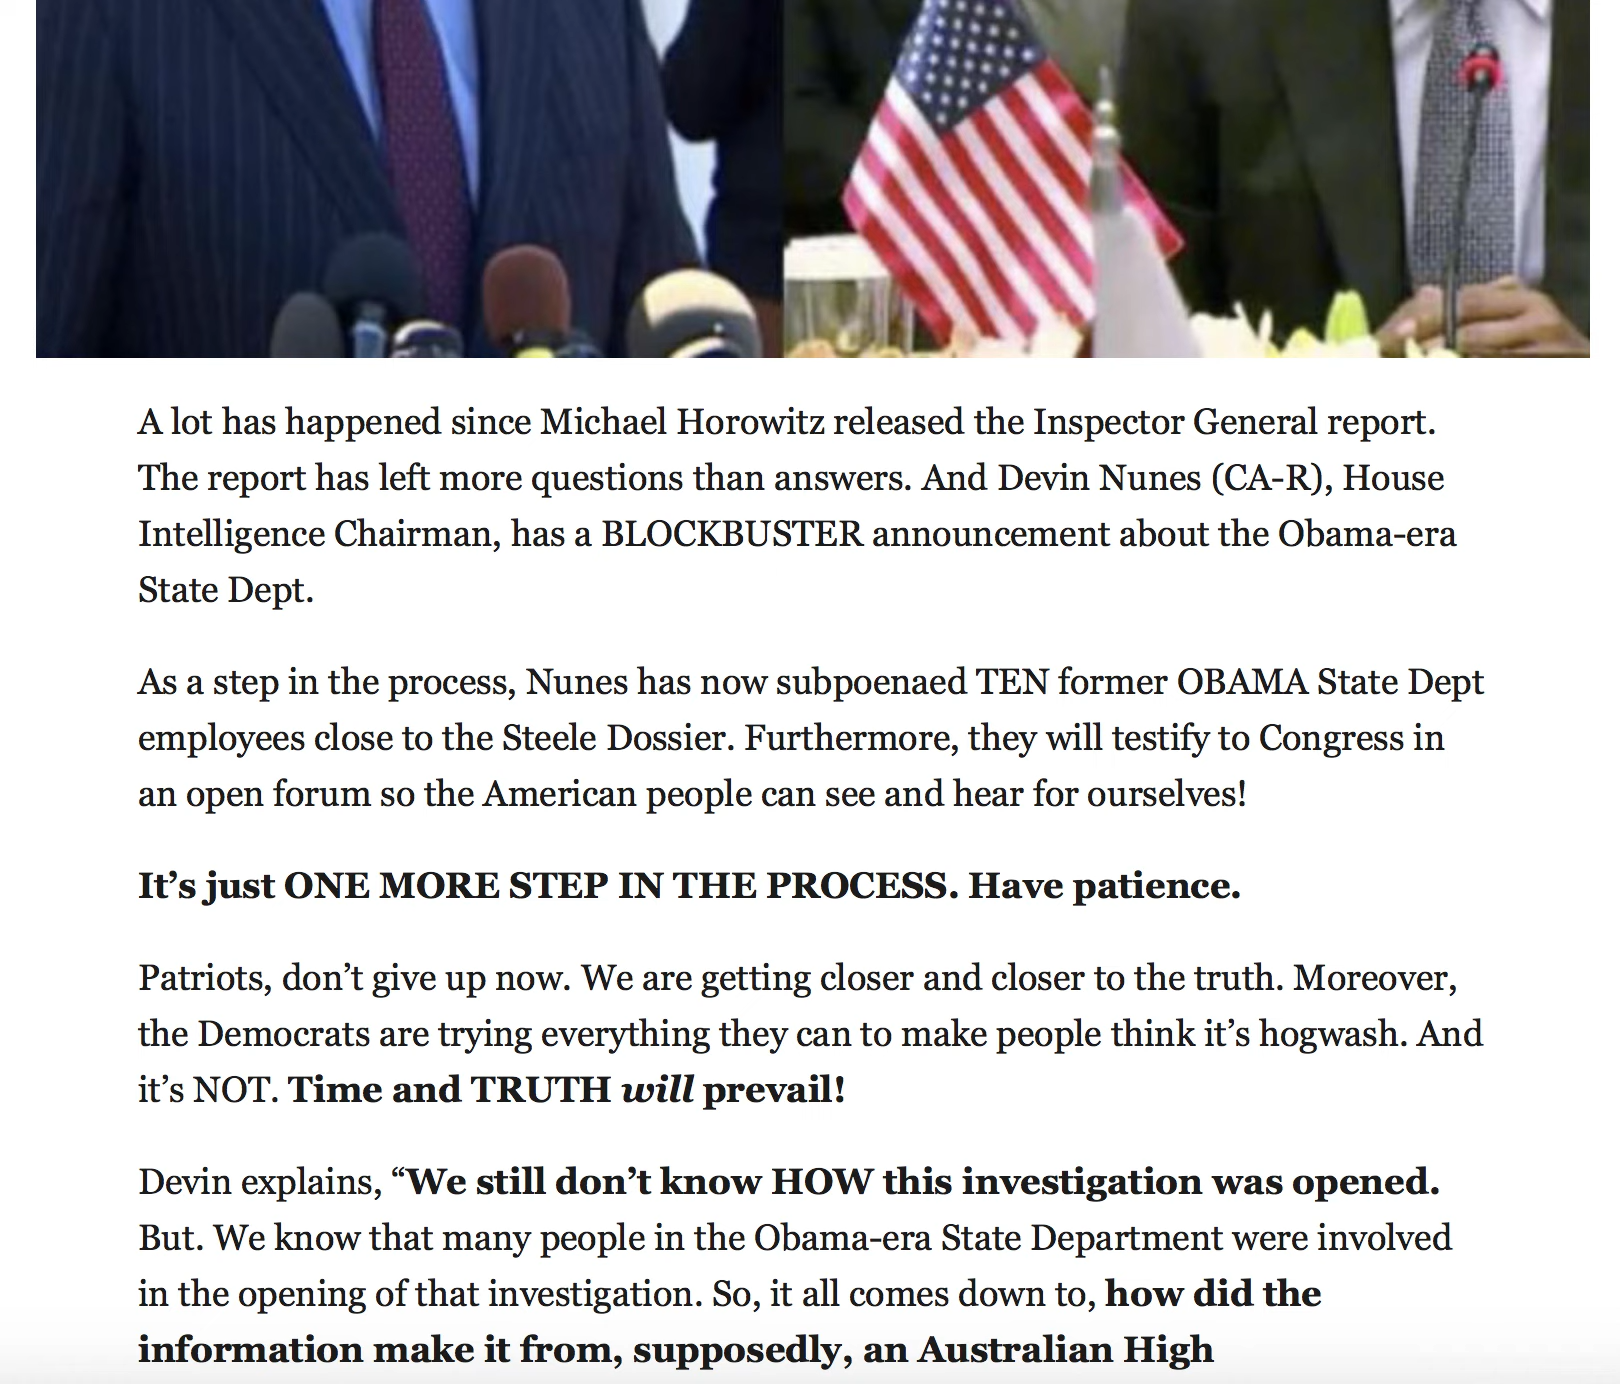 A lot has happened since Michael Horowitz released the Inspector General report.
The report has left more questions than answers. And Devin Nunes (CA-R), House
Intelligence Chairman, has a BLOCKBUSTER announcement about the Obama-era
State Dept.
As a step in the process, Nunes has now subpoenaed TEN former OBAMA State Dept
employees close to the Steele Dossier. Furthermore, they will testify to Congress in
an open forum so the American people can see and hear for ourselves!
It’s just ONE MORE STEP IN THE PROCESS. Have patience.
Patriots, don’t give up now. We are getting closer and closer to the truth. Moreover,
the Democrats are trying everything they can to make people think it’s hogwash. And
it’s NOT. Time and TRUTH will prevail!
Devin explains, “We still don’t know HOW this investigation was opened.
But. We know that many people in the Obama-era State Department were involved
in the opening of that investigation. So, it all comes down to, how did the
information make it from, supposedly, an Australian High